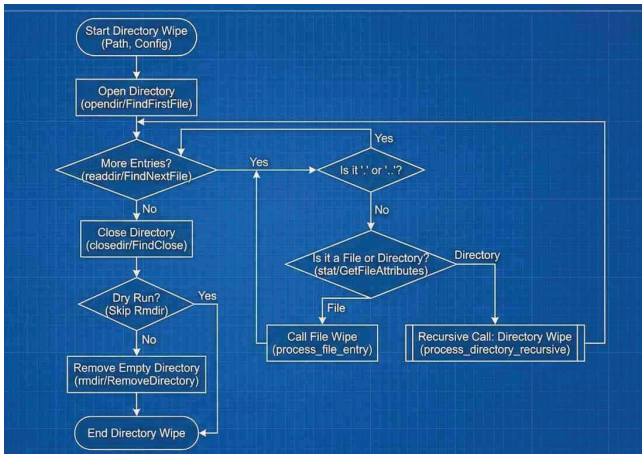 Start Directory Wipe
(Path, Config)
Open Directory
(opendir/FindFirstFile)
More Entries?
(readdir/FindNextFile)
Yes
Yes
Is it '.' or '..'?
No
No
Close Directory
(closedir/FindClose)
Is it a File or Directory?
(stat/GetFileAttributes)
Directory
File
Dry Run?
(Skip Rmdir)
Yes
No
Call File Wipe
(process_file_entry)
Recursive Call: Directory Wipe
(process_directory_recursive)
Remove Empty Directory
(rmdir/RemoveDirectory)
End Directory Wipe